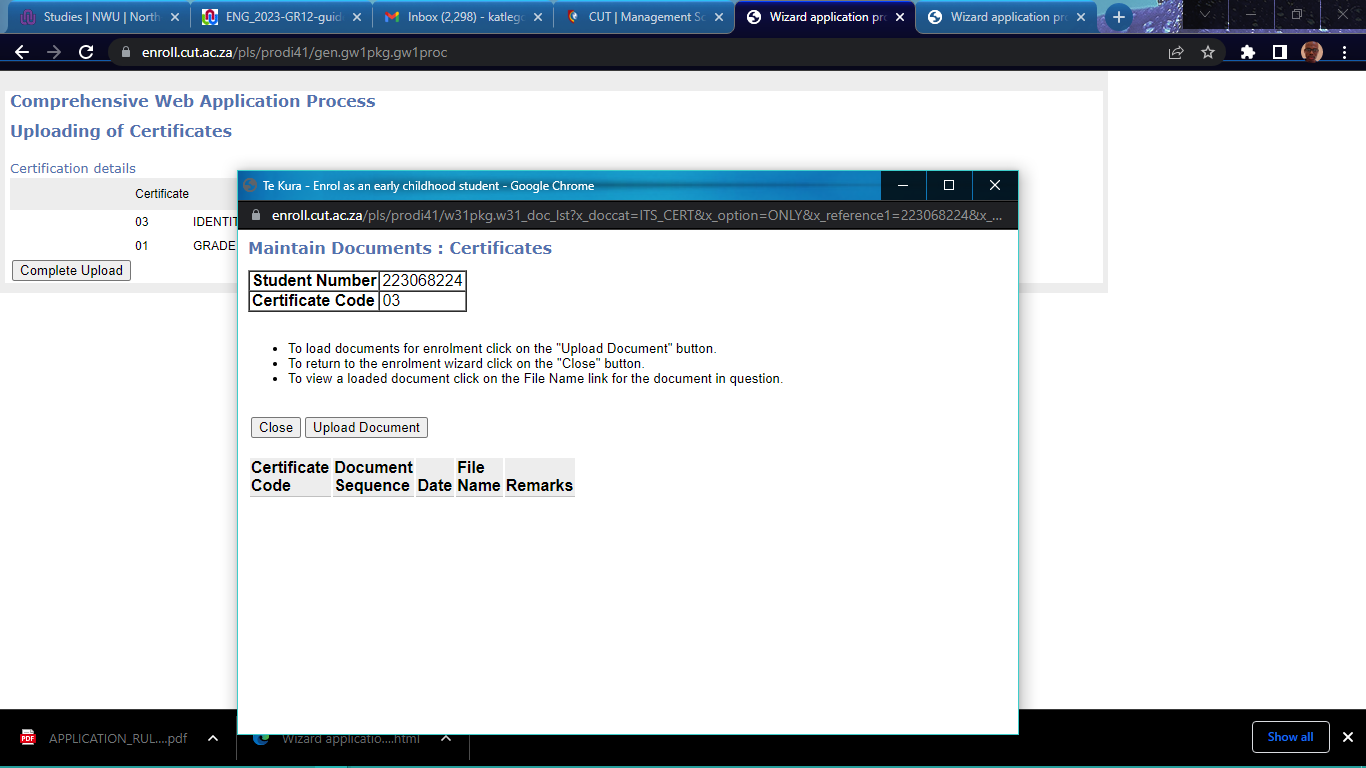 Studies | NWU | North
ENG_2023-GR12-guid
Inbox (2,298) - katleg
CUT | Management Sc
Wizard application pr
Wizard application pr
enroll.cut.ac.za/pls/prodi41/gen.gw1pkg.gw1proc
Comprehensive Web Application Process
Uploading of Certificates
Certification details
Certificate
03 IDENTIT
01 GRADE
Complete Upload
Te Kura - Enrol as an early childhood student - Google Chrome
enroll.cut.ac.za/pls/prodi41/w31pkg.w31_doc_lst?x_doccat=ITS_CERT&x_option=ONLY&x_reference1=223068224&x_...
Maintain Documents : Certificates
Student Number 223068224
Certificate Code 03
• To load documents for enrolment click on the "Upload Document" button.
• To return to the enrolment wizard click on the "Close" button.
• To view a loaded document click on the File Name link for the document in question.
Close Upload Document
Certificate Document File
Code Sequence Date Name Remarks
APPLICATION_RUL....pdf
Wizard applicatio....html
Show all